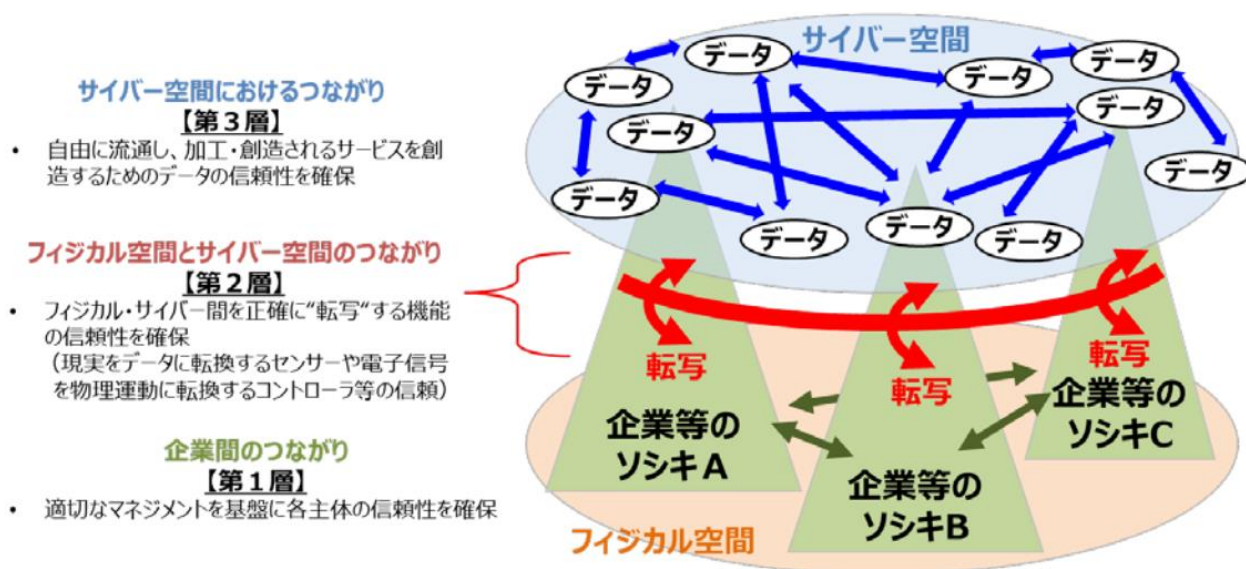 サイバー空間におけるつながり
【第３層】
• 自由に流通し、加工・創造されるサービスを創
造するためのデータの信頼性を確保
フィジカル空間とサイバー空間のつながり
【第２層】
• フィジカル・サイバー間を正確に“転写“する機能
の信頼性を確保
（現実をデータに転換するセンサーや電子信号
を物理運動に転換するコントローラ等の信頼）
企業間のつながり
【第１層】
• 適切なマネジメントを基盤に各主体の信頼性を確保
サイバー空間
データ
データ
データ
データ
データ
データ
データ
データ
データ
データ
データ
データ
転写
転写
転写
企業等の
ソシキA
企業等の
ソシキB
企業等の
ソシキC
フィジカル空間